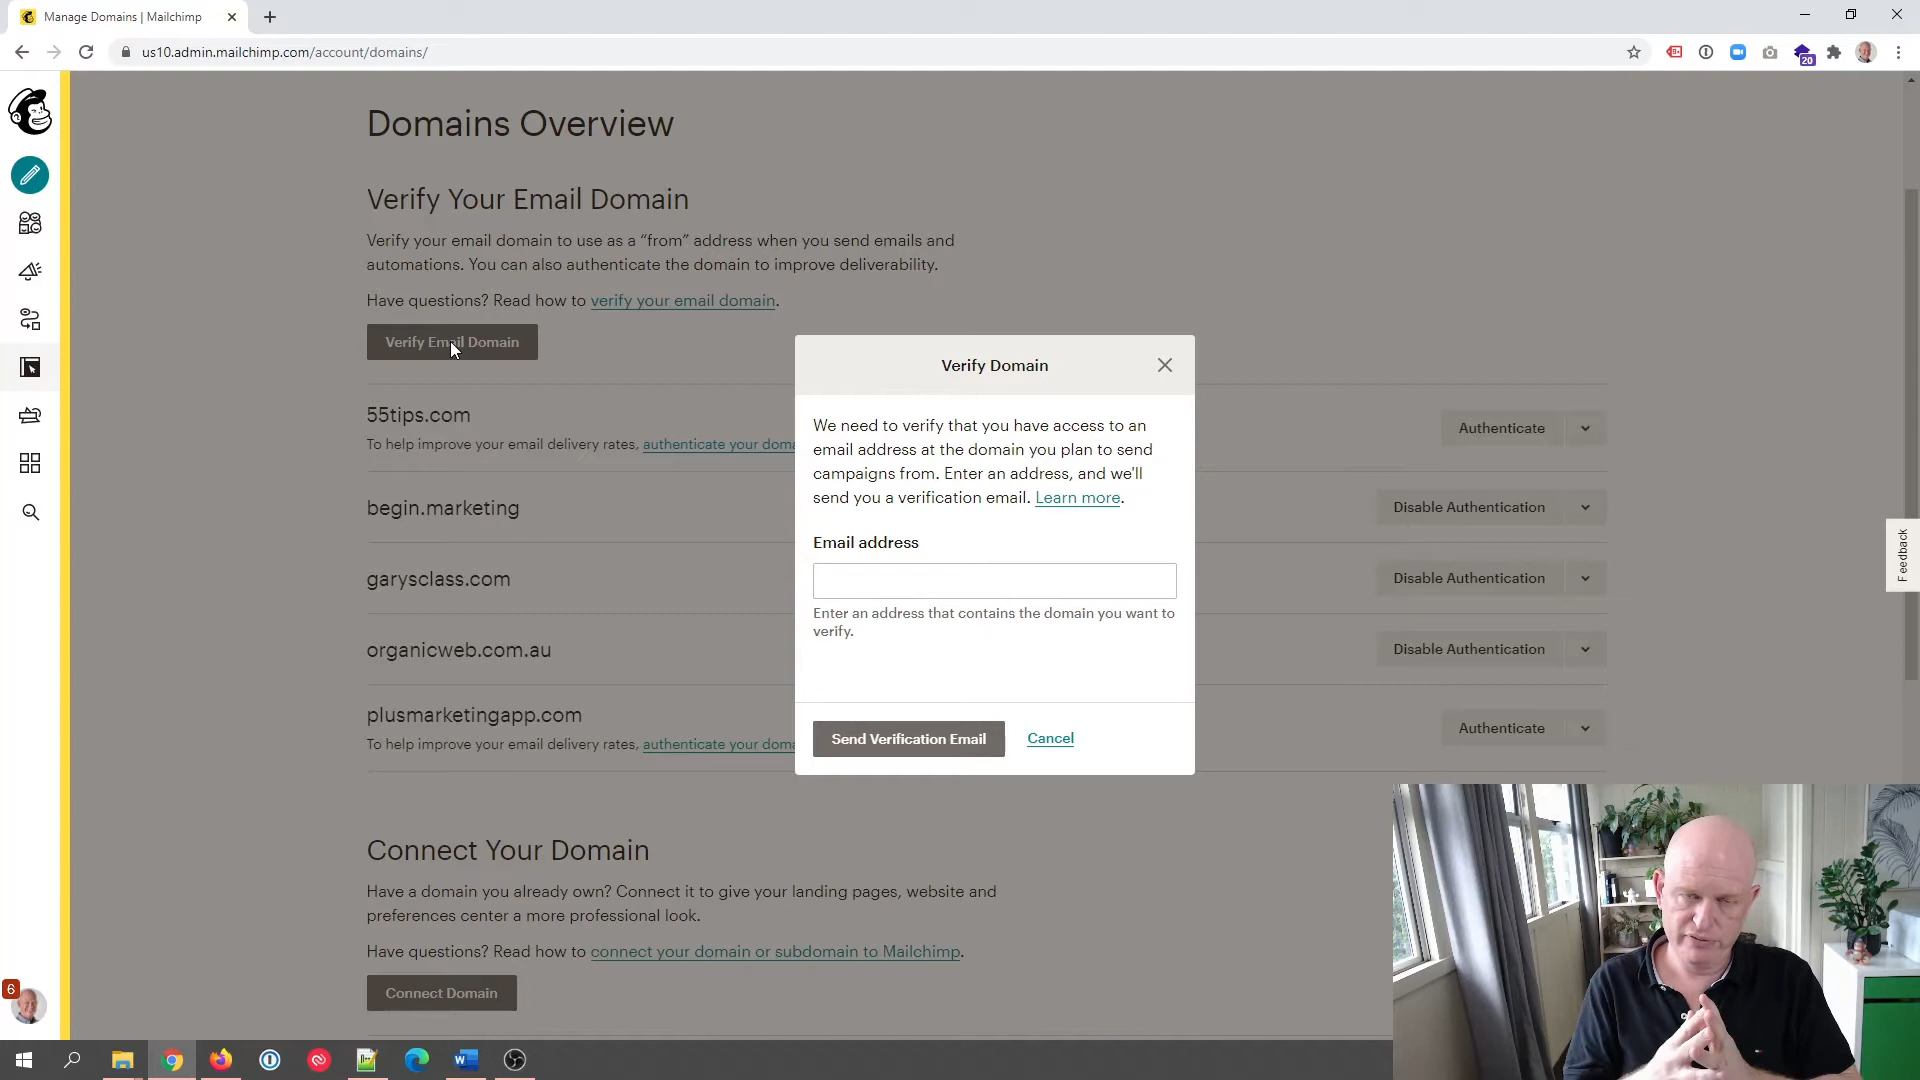 Manage Domains | Mailchimp
us10.admin.mailchimp.com/account/domains/
20
Domains Overview
Verify Your Email Domain
Verify your email domain to use as a “from” address when you send emails and
automations. You can also authenticate the domain to improve deliverability.
Have questions? Read how to verify your email domain.
Verify Email Domain
55tips.com
To help improve your email delivery rates, authenticate your doma
Authenticate
begin.marketing
Disable Authentication
garysclass.com
Disable Authentication
organicweb.com.au
Disable Authentication
plusmarketingapp.com
To help improve your email delivery rates, authenticate your doma
Authenticate
Verify Domain
We need to verify that you have access to an
email address at the domain you plan to send
campaigns from. Enter an address, and we'll
send you a verification email. Learn more.
Email address
Enter an address that contains the domain you want to
verify.
Send Verification Email
Cancel
Feedback
Connect Your Domain
Have a domain you already own? Connect it to give your landing pages, website and
preferences center a more professional look.
Have questions? Read how to connect your domain or subdomain to Mailchimp.
Connect Domain
6